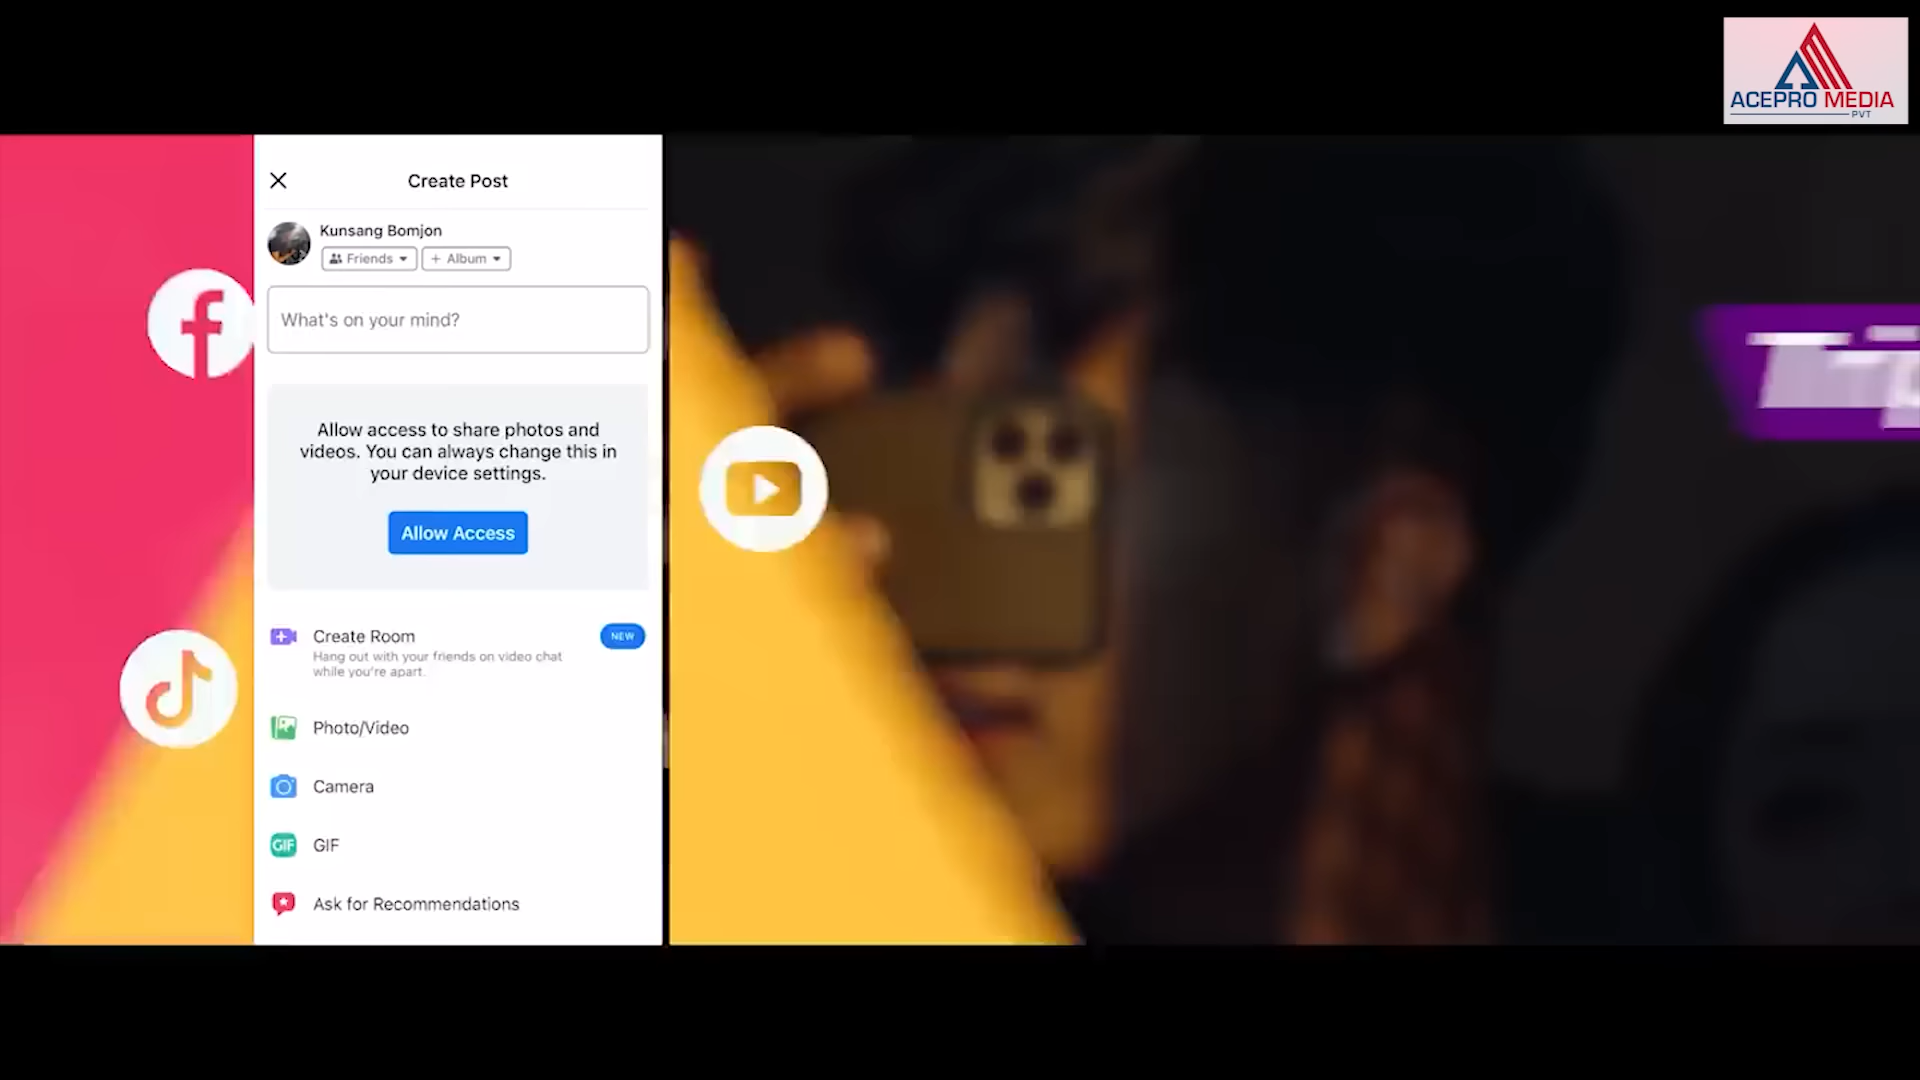 ACEPRO MEDIA
PVT
Create Post
Kunsang Bomjon
Friends
+ Album
What's on your mind?
Allow access to share photos and
videos. You can always change this in
your device settings.
Allow Access
Create Room
NEW
Hang out with your friends on video chat
while you're apart.
Photo/Video
Camera
GIF
GIF
Ask for Recommendations